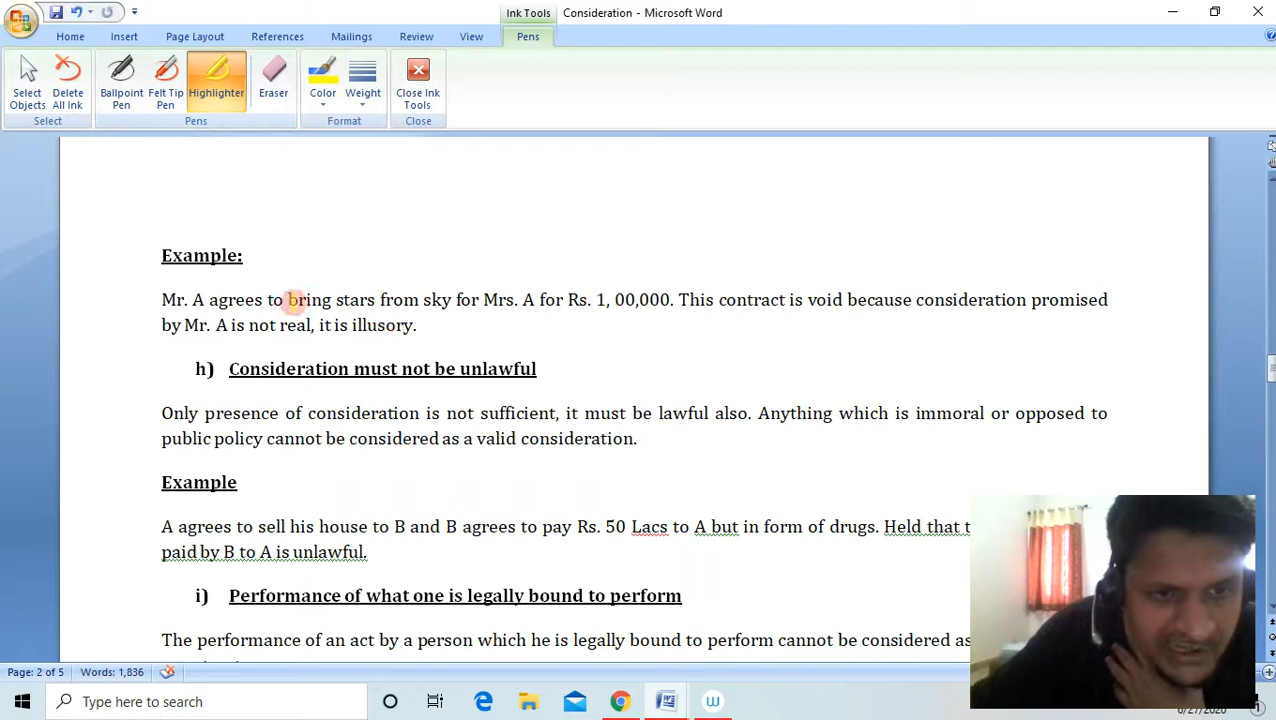 Ink Tools
Consideration - Microsoft Word
Home Insert Page Layout References Mailings Review View Pens
Select Objects
Delete All Ink
Ballpoint Pen
Felt Tip Pen
Highlighter
Eraser
Color
Weight
Close Ink Tools
Select Pens Format Close
Example:
Mr. A agrees to bring stars from sky for Mrs. A for Rs. 1, 00,000. This contract is void because consideration promised
by Mr. A is not real, it is illusory.
h) Consideration must not be unlawful
Only presence of consideration is not sufficient, it must be lawful also. Anything which is immoral or opposed to
public policy cannot be considered as a valid consideration.
Example
A agrees to sell his house to B and B agrees to pay Rs. 50 Lacs to A but in form of drugs. Held that
paid by B to A is unlawful.
i) Performance of what one is legally bound to perform
The performance of an act by a person which he is legally bound to perform cannot be considered as
Page: 2 of 5 Words: 1,836
Type here to search
6/27/2020